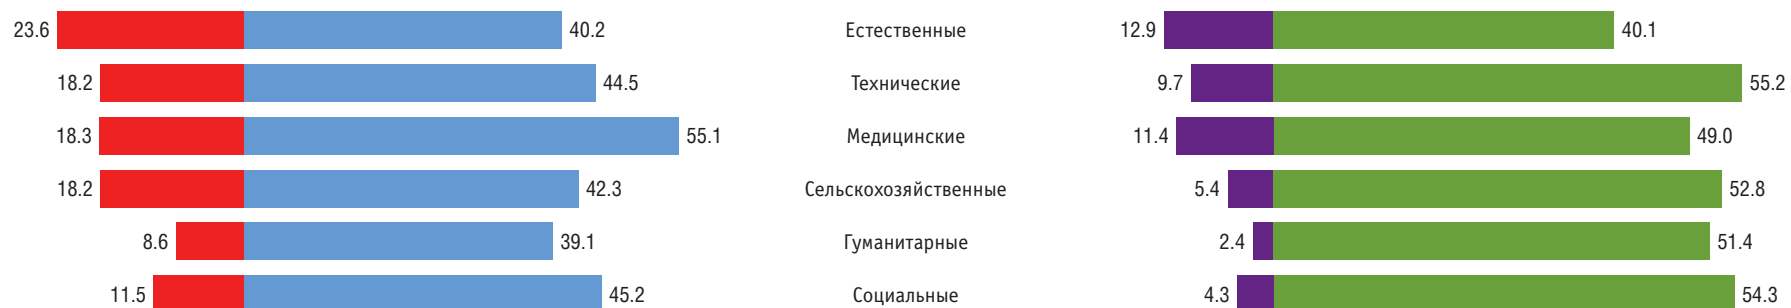 23.6 40.2 Естественные 12.9 40.1
18.2 44.5 Технические 9.7 55.2
18.3 55.1 Медицинские 11.4 49.0
18.2 42.3 Сельскохозяйственные 5.4 52.8
8.6 39.1 Гуманитарные 2.4 51.4
11.5 45.2 Социальные 4.3 54.3